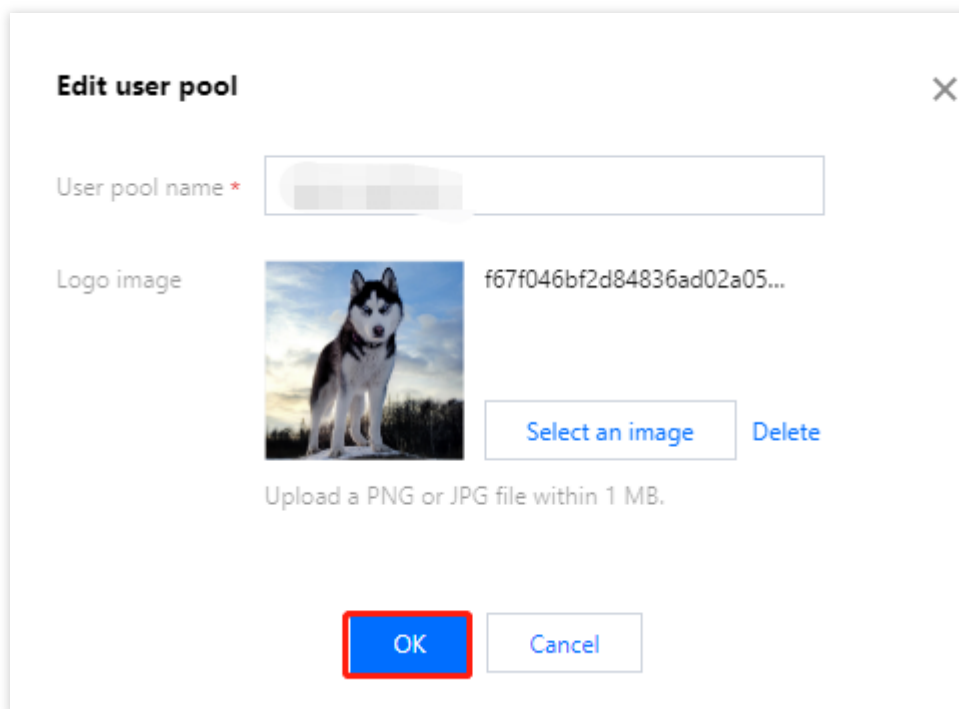 Edit user pool
User pool name *
Logo image
f67f046bf2d84836ad02a05...
Select an image
Delete
Upload a PNG or JPG file within 1 MB.
OK
Cancel